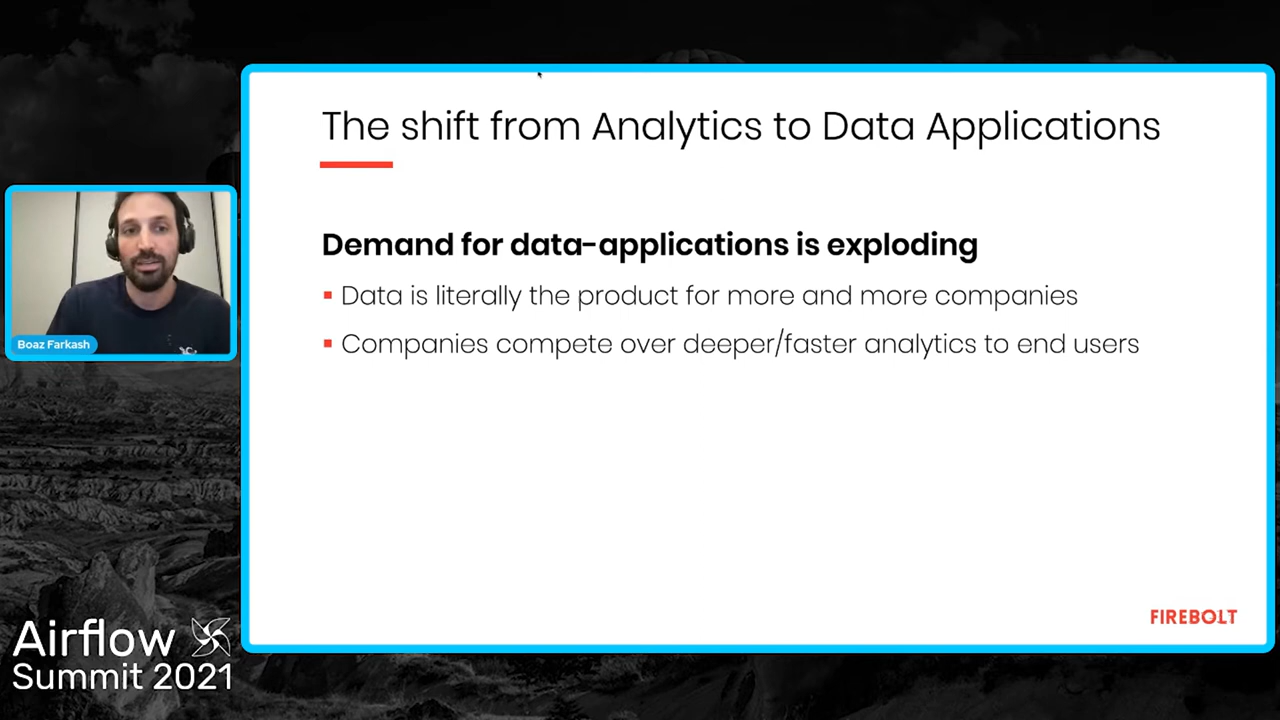 The shift from Analytics to Data Applications
Demand for data-applications is exploding
Data is literally the product for more and more companies
Companies compete over deeper/faster analytics to end users
FIREBOLT
Boaz Farkash
Airflow
Summit 2021